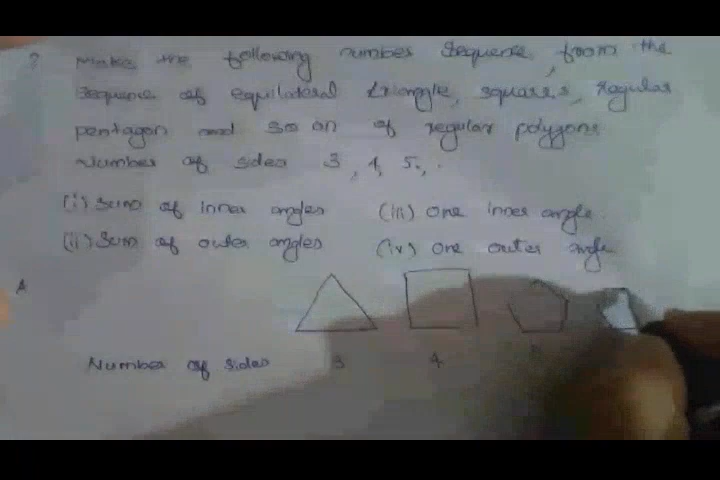 ? Make the following number sequence, from the
sequence of equilateral triangle, squares, regular
pentagon and so on of regular polygons
Number of sides 3, 4, 5, .
(i) Sum of inner angles (iii) One inner angle.
(ii) Sum of outer angles (iv) One outer angle
A
Number of sides 3 4